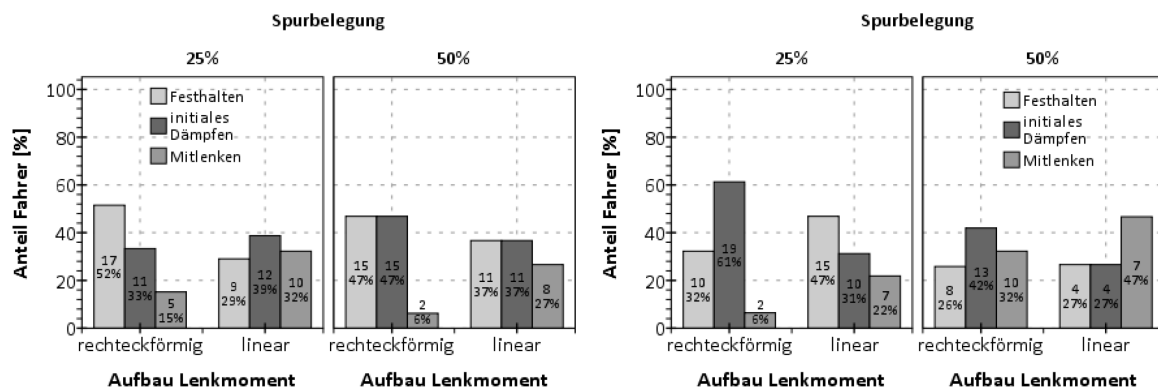 Spurbelegung
25%
50%
Anteil Fahrer [%]
100
80
60
40
20
0
Festhalten
initiales
Dämpfen
Mitlenken
17
52%
11
33%
5
15%
9
29%
12
39%
10
32%
15
47%
15
47%
2
6%
11
37%
11
37%
8
27%
rechteckförmig
linear
rechteckförmig
linear
Aufbau Lenkmoment
Aufbau Lenkmoment
Spurbelegung
25%
50%
Anteil Fahrer [%]
100
80
60
40
20
0
Festhalten
initiales
Dämpfen
Mitlenken
10
32%
19
61%
2
6%
15
47%
10
31%
7
22%
8
26%
13
42%
10
32%
4
27%
4
27%
7
47%
rechteckförmig
linear
rechteckförmig
linear
Aufbau Lenkmoment
Aufbau Lenkmoment